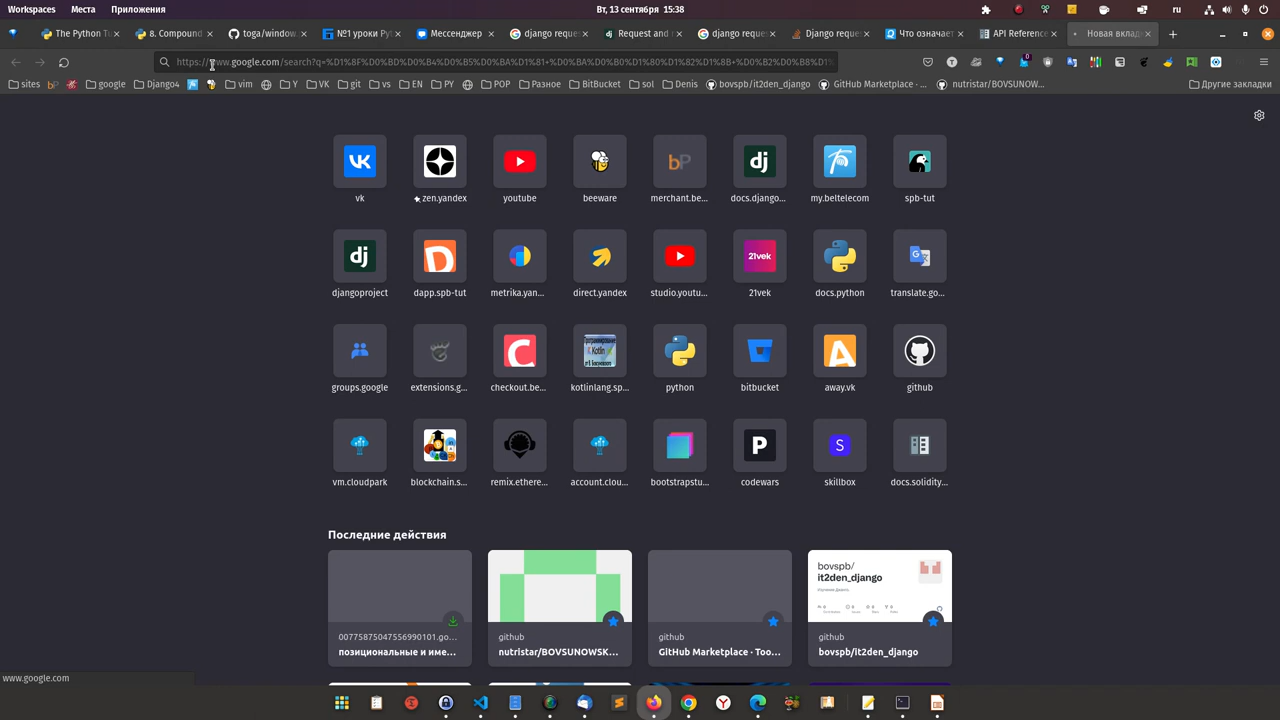 Workspaces Места Приложения Вт, 13 сентября 15:38 ru
The Python Tu 8. Compound toga/window. №1 уроки Pyt Мессенджер django reque Request and r django reque Django reque Что означает API Reference Новая вклад
https://www.google.com/search?q=%D1%8F%D0%BD%D0%B4%D0%B5%D0%BA%D1%81+%D0%BA%D0%B0%D1%80%D1%82%D1%8B+%D0%B2%D0%B8%D1%
sites google Django4 vim Y VK git vs EN PY POP Разное BitBucket sol Denis bovspb/it2den_django GitHub Marketplace · ... nutristar/BOVSUNOW... Другие закладки
vk zen.yandex youtube beeware merchant.be... docs.django... my.beltelecom spb-tut
djangoproject dapp.spb-tut metrika.yan... direct.yandex studio.youtu... 21vek docs.python translate.go...
groups.google extensions.g... checkout.be... kotlinlang.sp... python bitbucket away.vk github
vm.cloudpark blockchain.s... remix.ethere... account.clou... bootstrapstu... codewars skillbox docs.solidity...
Последние действия
bovspb/
it2den_django
0077587504755699010​1.go... github github github
позициональные и име... nutristar/BOVSUNOWSK... GitHub Marketplace · Too... bovspb/it2den_django
www.google.com